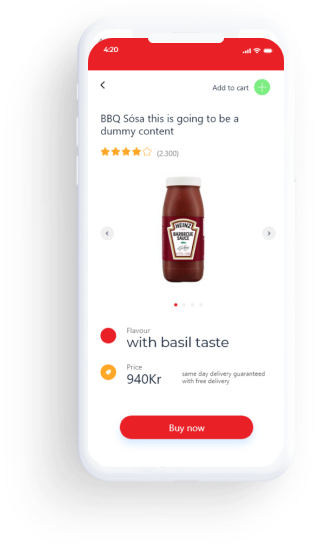 4:20
Add to cart
BBQ Sósa this is going to be a
dummy content
(2.300)
HEINZ
BARBECUE
SAUCE
Flavour
with basil taste
Price
940Kr
same day delivery guaranteed
with free delivery
Buy now